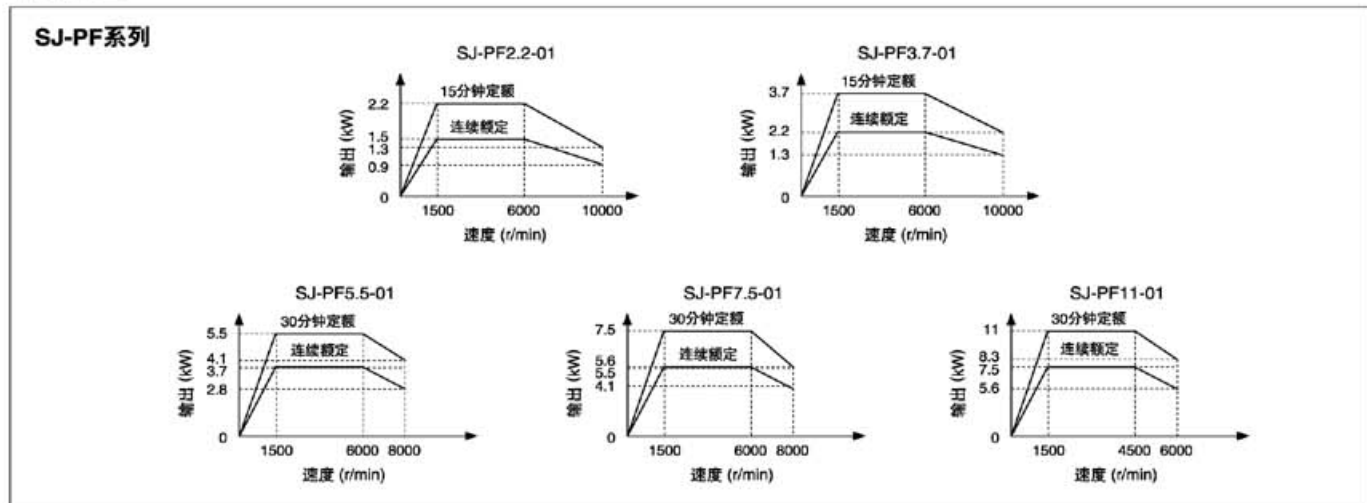 SJ-PF系列
SJ-PF2.2-01
15分钟定额
连续额定
输出 (kW)
2.2
1.5
1.3
0.9
0
1500 6000 10000
速度 (r/min)
SJ-PF3.7-01
15分钟定额
连续额定
输出 (kW)
3.7
2.2
1.3
0
1500 6000 10000
速度 (r/min)
SJ-PF5.5-01
30分钟定额
连续额定
输出 (kW)
5.5
4.1
3.7
2.8
0
1500 6000 8000
速度 (r/min)
SJ-PF7.5-01
30分钟定额
连续额定
输出 (kW)
7.5
5.6
5.5
4.1
0
1500 6000 8000
速度 (r/min)
SJ-PF11-01
30分钟定额
连续额定
输出 (kW)
11
8.3
7.5
5.6
0
1500 4500 6000
速度 (r/min)